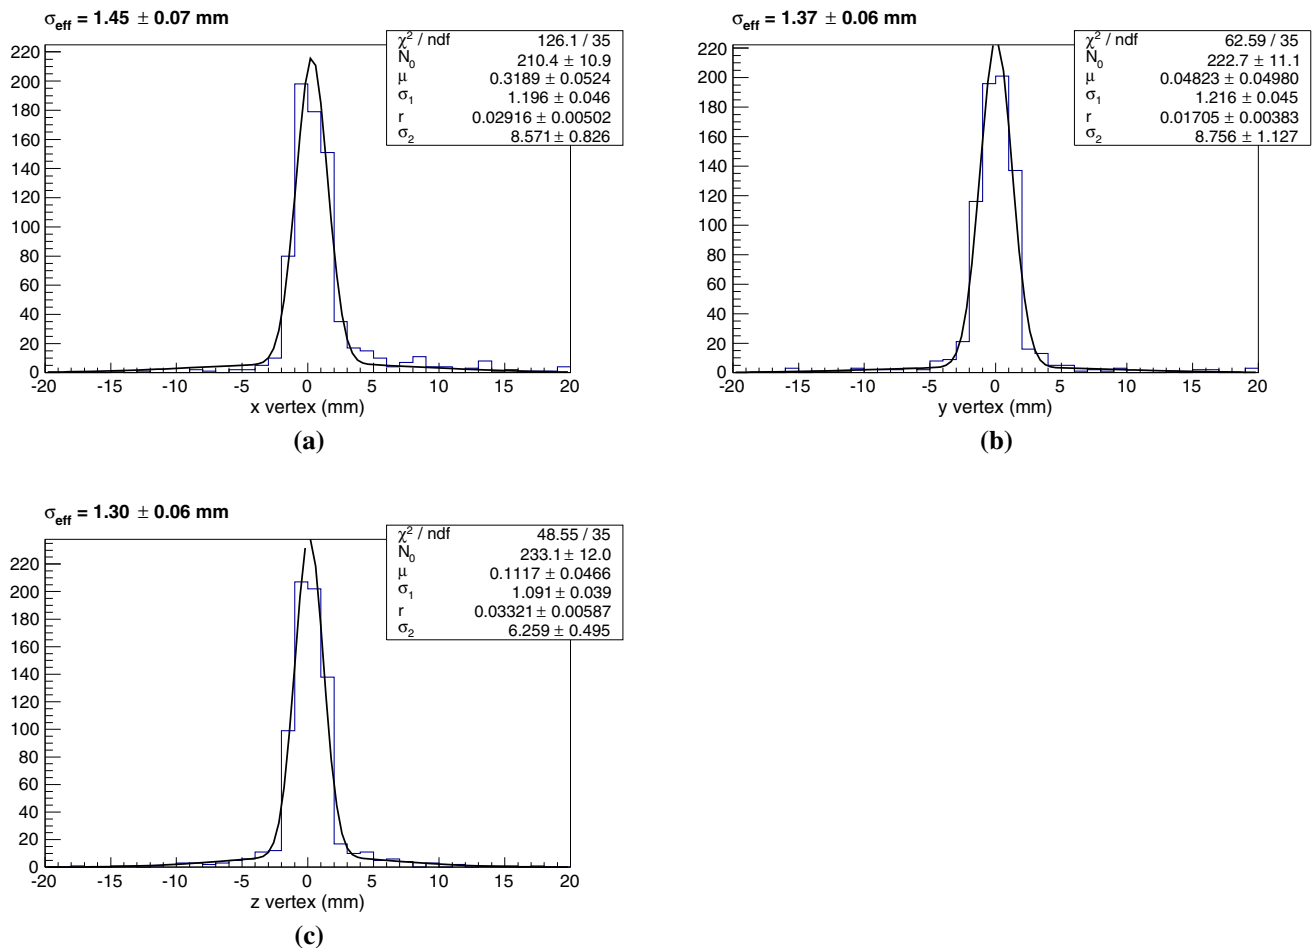 σeff = 1.45 ± 0.07 mm
χ2 / ndf 126.1 / 35
N0 210.4 ± 10.9
μ 0.3189 ± 0.0524
σ1 1.196 ± 0.046
r 0.02916 ± 0.00502
σ2 8.571 ± 0.826
220
200
180
160
140
120
100
80
60
40
20
0
-20 -15 -10 -5 0 5 10 15 20
x vertex (mm)
(a)
σeff = 1.37 ± 0.06 mm
χ2 / ndf 62.59 / 35
N0 222.7 ± 11.1
μ 0.04823 ± 0.04980
σ1 1.216 ± 0.045
r 0.01705 ± 0.00383
σ2 8.756 ± 1.127
220
200
180
160
140
120
100
80
60
40
20
0
-20 -15 -10 -5 0 5 10 15 20
y vertex (mm)
(b)
σeff = 1.30 ± 0.06 mm
χ2 / ndf 48.55 / 35
N0 233.1 ± 12.0
μ 0.1117 ± 0.0466
σ1 1.091 ± 0.039
r 0.03321 ± 0.00587
σ2 6.259 ± 0.495
220
200
180
160
140
120
100
80
60
40
20
0
-20 -15 -10 -5 0 5 10 15 20
z vertex (mm)
(c)